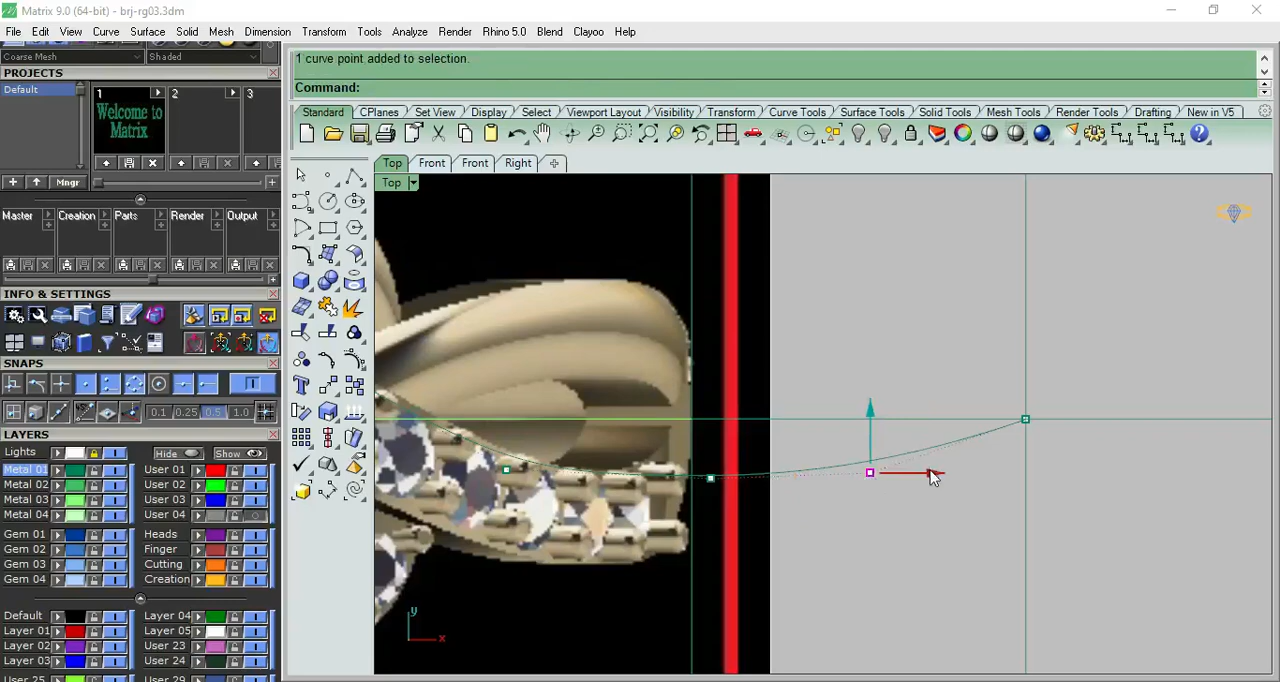 Matrix 9.0 (64-bit) - brj-rg03.3dm
File Edit View Curve Surface Solid Mesh Dimension Transform Tools Analyze Render Rhino 5.0 Blend Clayoo Help
Coarse Mesh Shaded
1 curve point added to selection.
PROJECTS
Default 1 2 3
Welcome to Matrix
Command:
Standard CPlanes Set View Display Select Viewport Layout Visibility Transform Curve Tools Surface Tools Solid Tools Mesh Tools Render Tools Drafting New in V5
Top Front Front Right
Top
Mngr
Master Creation Parts Render Output
INFO & SETTINGS
SNAPS
0.1 0.25 0.5 1.0
LAYERS
Lights Hide Show
Metal 01 User 01
Metal 02 User 02
Metal 03 User 03
Metal 04 User 04
Gem 01 Heads
Gem 02 Finger
Gem 03 Cutting
Gem 04 Creation
Default Layer 04
Layer 01 Layer 05
Layer 02 User 23
Layer 03 User 24
User 25 User 29
y
x